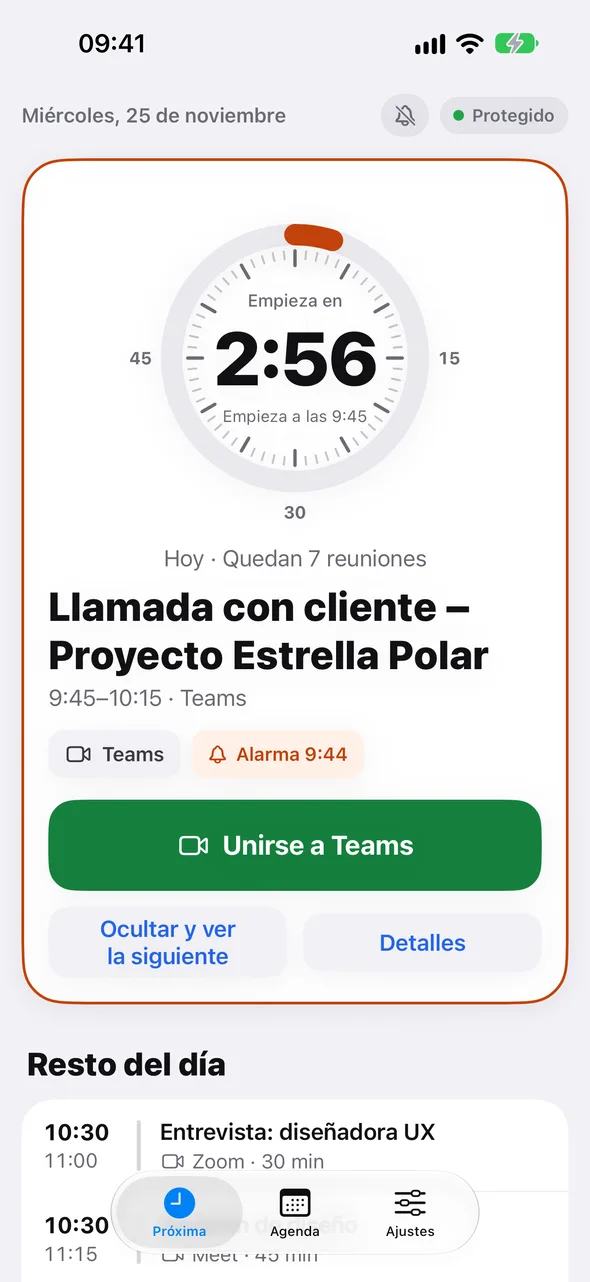 09:41
Miércoles, 25 de noviembre
Protegido
Empieza en
2:56
Empieza a las 9:45
45
15
30
Hoy · Quedan 7 reuniones
Llamada con cliente –
Proyecto Estrella Polar
9:45–10:15 · Teams
Teams
Alarma 9:44
Unirse a Teams
Ocultar y ver
la siguiente
Detalles
Resto del día
10:30
Entrevista: diseñadora UX
11:00
Zoom · 30 min
10:30
de diseño
11:15
Meet · 45 min
Próxima
Agenda
Ajustes